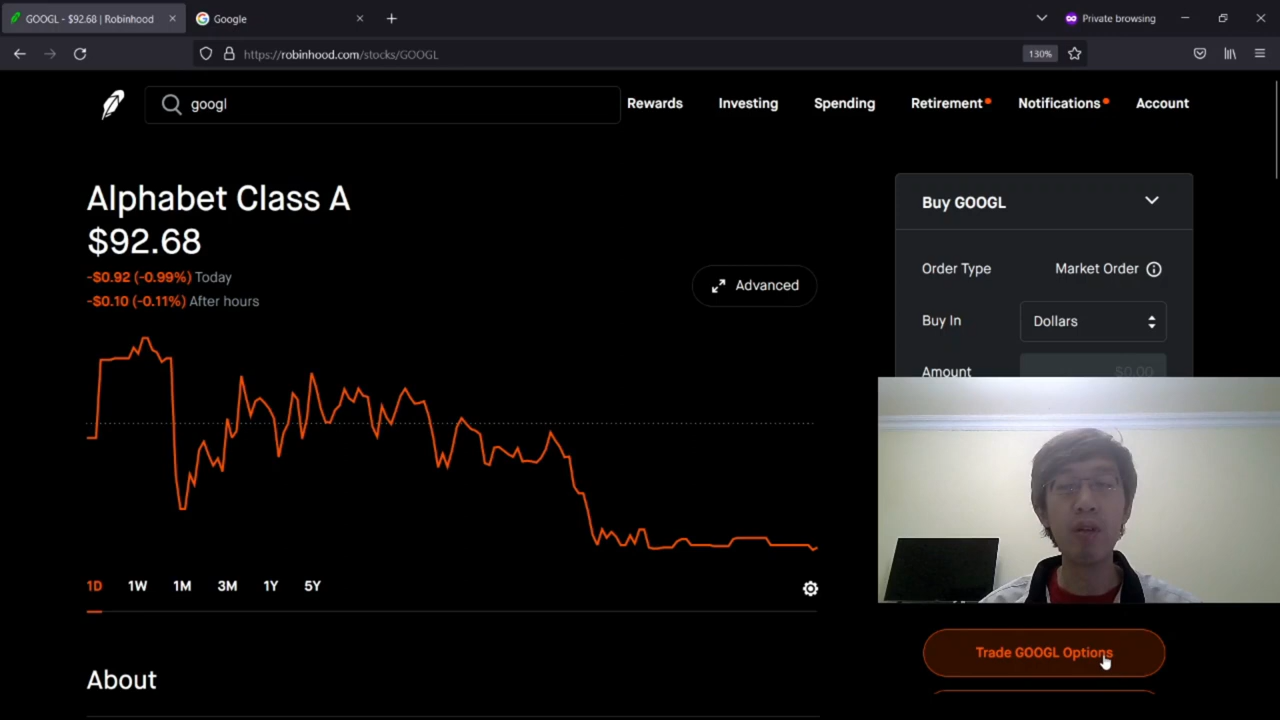 GOOGL - $92.68 | Robinhood
Google
Private browsing
https://robinhood.com/stocks/GOOGL
130%
googl
Rewards
Investing
Spending
Retirement
Notifications
Account
Alphabet Class A
$92.68
-$0.92 (-0.99%) Today
-$0.10 (-0.11%) After hours
Advanced
1D
1W
1M
3M
1Y
5Y
About
Buy GOOGL
Order Type
Market Order
Buy In
Dollars
Amount
$0.00
Trade GOOGL Options